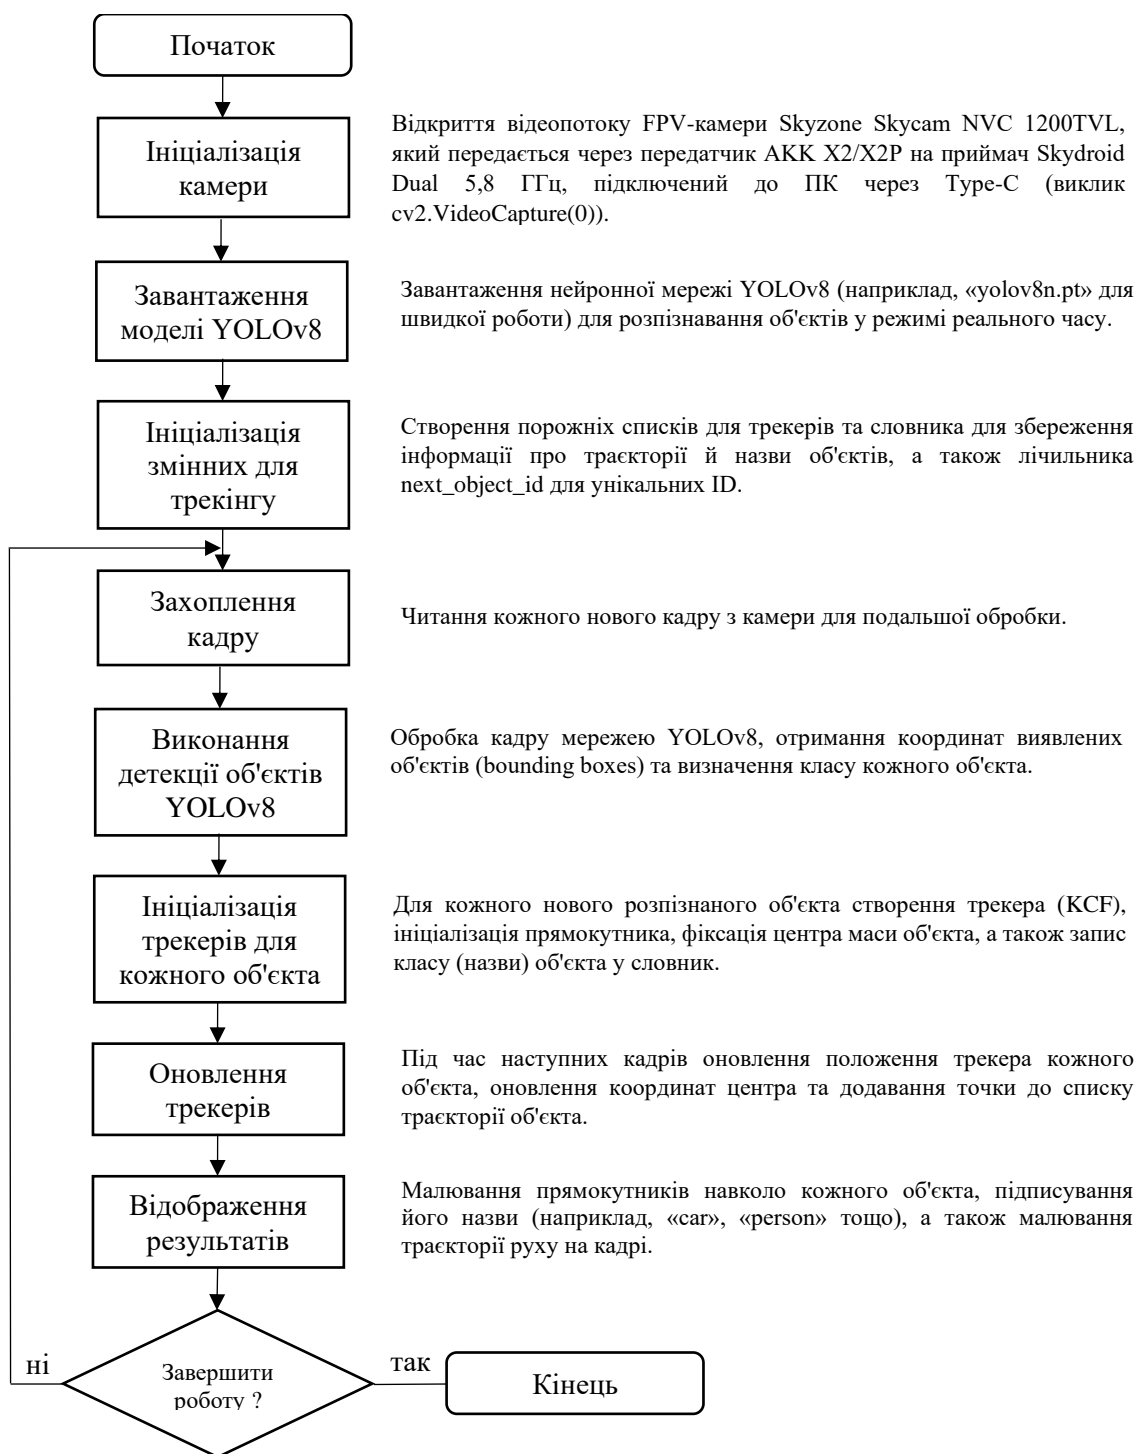 Початок
Ініціалізація
камери
Відкриття відеопотоку FPV-камери Skyzone Skycam NVC 1200TVL,
який передається через передатчик AKK X2/X2P на приймач Skydroid
Dual 5,8 ГГц, підключений до ПК через Type-C (виклик
cv2.VideoCapture(0)).
Завантаження
моделі YOLOv8
Завантаження нейронної мережі YOLOv8 (наприклад, «yolov8n.pt» для
швидкої роботи) для розпізнавання об'єктів у режимі реального часу.
Ініціалізація
змінних для
трекінгу
Створення порожніх списків для трекерів та словника для збереження
інформації про траєкторії й назви об'єктів, а також лічильника
next_object_id для унікальних ID.
Захоплення
кадру
Читання кожного нового кадру з камери для подальшої обробки.
Виконання
детекції об'єктів
YOLOv8
Обробка кадру мережею YOLOv8, отримання координат виявлених
об'єктів (bounding boxes) та визначення класу кожного об'єкта.
Ініціалізація
трекерів для
кожного об'єкта
Для кожного нового розпізнаного об'єкта створення трекера (KCF),
ініціалізація прямокутника, фіксація центра маси об'єкта, а також запис
класу (назви) об'єкта у словник.
Оновлення
трекерів
Під час наступних кадрів оновлення положення трекера кожного
об'єкта, оновлення координат центра та додавання точки до списку
траєкторії об'єкта.
Відображення
результатів
Малювання прямокутників навколо кожного об'єкта, підписування
його назви (наприклад, «car», «person» тощо), а також малювання
траєкторії руху на кадрі.
ні
Завершити
роботу ?
так
Кінець